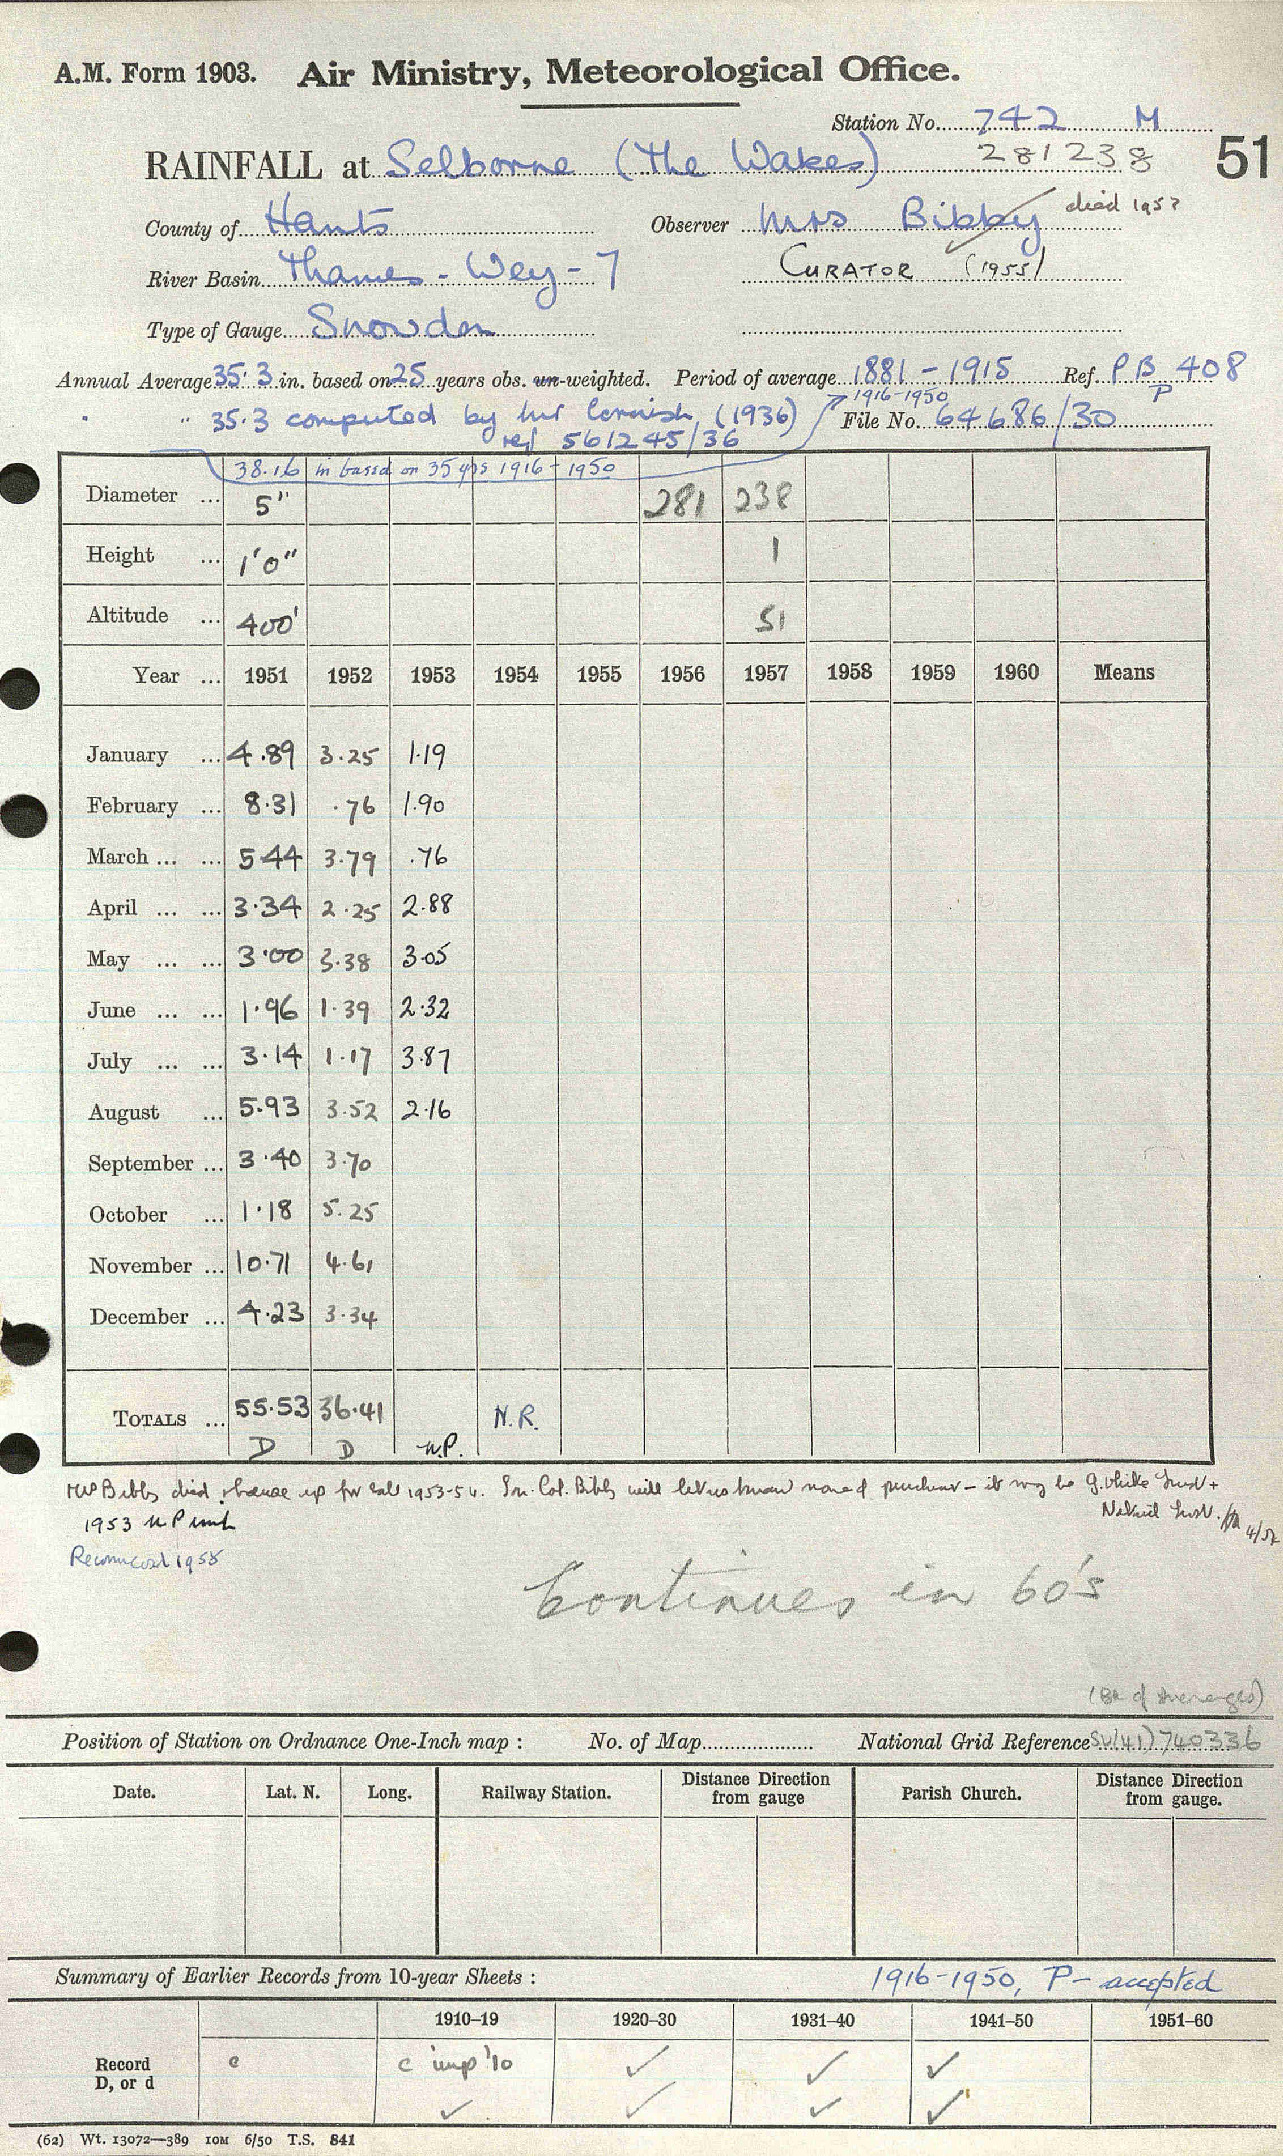 A.M. Form 1903. Air Ministry, Meteorological Office.
Station No. 742 M
281238
51
RAINFALL at Selborne (The Wakes)
County of Hants Observer Mrs Bibby died 195?
River Basin Thames - Wey - 7 CURATOR (1955)
Type of Gauge Snowdon
Annual Average 35.3 in. based on 25 years obs. un-weighted. Period of average 1881 - 1915 Ref. PB 408
P
1916-1950
" 35.3 computed by Mr Cornish (1936) File No. 64686/30
ref 561245/36
38.16 in based on 35 yrs 1916 - 1950
Diameter ... 5" 281 238
Height ... 1'0" 1
Altitude ... 400' 51
Year ... 1951 1952 1953 1954 1955 1956 1957 1958 1959 1960 Means
January ... 4.89 3.25 1.19
February ... 8.31 .76 1.90
March ... ... 5.44 3.79 .76
April ... ... 3.34 2.25 2.88
May ... ... 3.00 3.38 3.05
June ... ... 1.96 1.39 2.32
July ... ... 3.14 1.17 3.87
August ... 5.93 3.52 2.16
September ... 3.40 3.70
October ... 1.18 5.25
November ... 10.71 4.61
December ... 4.23 3.34
TOTALS ... 55.53 36.41 N.R.
D D n.P.
Mrs Bibby died & house up for sale 1953-54. Lt. Col. Bibby will let us know name of purchaser - it may be G. White Trust +
National Trust. 4/54
1953 n P
Recommenced 1955
Continues in 60's
(Bk of averages)
Position of Station on Ordnance One-Inch map : No. of Map National Grid Reference SU(41)740336
Date. Lat. N. Long. Railway Station. Distance Direction from gauge Parish Church. Distance Direction from gauge.
Summary of Earlier Records from 10-year Sheets : 1916-1950, P - accepted
1910-19 1920-30 1931-40 1941-50 1951-60
Record c c imp '10 ✓ ✓ ✓
D, or d ✓ ✓ ✓ ✓
(62) Wt. 13072—389 10M 6/50 T.S. 841